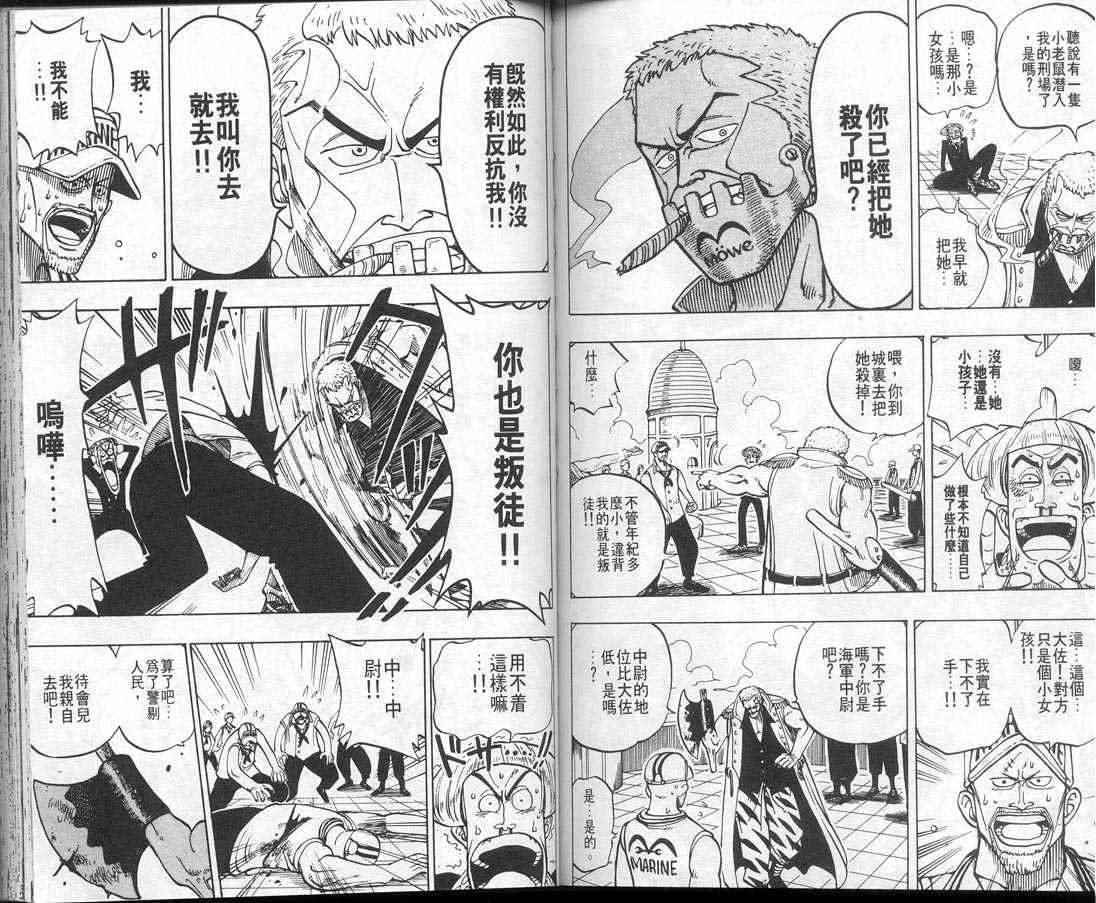 聽說有一隻
小老鼠潛入
我的刑場了
，是嗎？
嗯…？是
…是那小
女孩嗎…
我早就
把她…
你已經把她
殺了吧？
Möwe
嗄…
沒有…她
…她還是
小孩子…
根本不知道自己
做了些什麼……
喂，你到
城裏去把
她殺掉！
什麼…
不管年紀多
麼小，違背
我的就是叛
徒!!
這…這個…
大佐！對方
只是個小女
孩!!
我實在
下不了
手…!!
下不了手
嗎？你是
海軍中尉
吧？
中尉的地
位比大佐
低，是嗎
…？
是…是的。
MARINE
既然如此，你沒
有權利反抗我!!
我叫你去
就去!!
我…
我不能
…!!
你也是叛徒!!
嗚嘩……
用不着
這樣嘛
…!!
ドドド
中…中
尉!!
算了吧…
爲了警剔
人民，
待會兒
我親自
去吧！